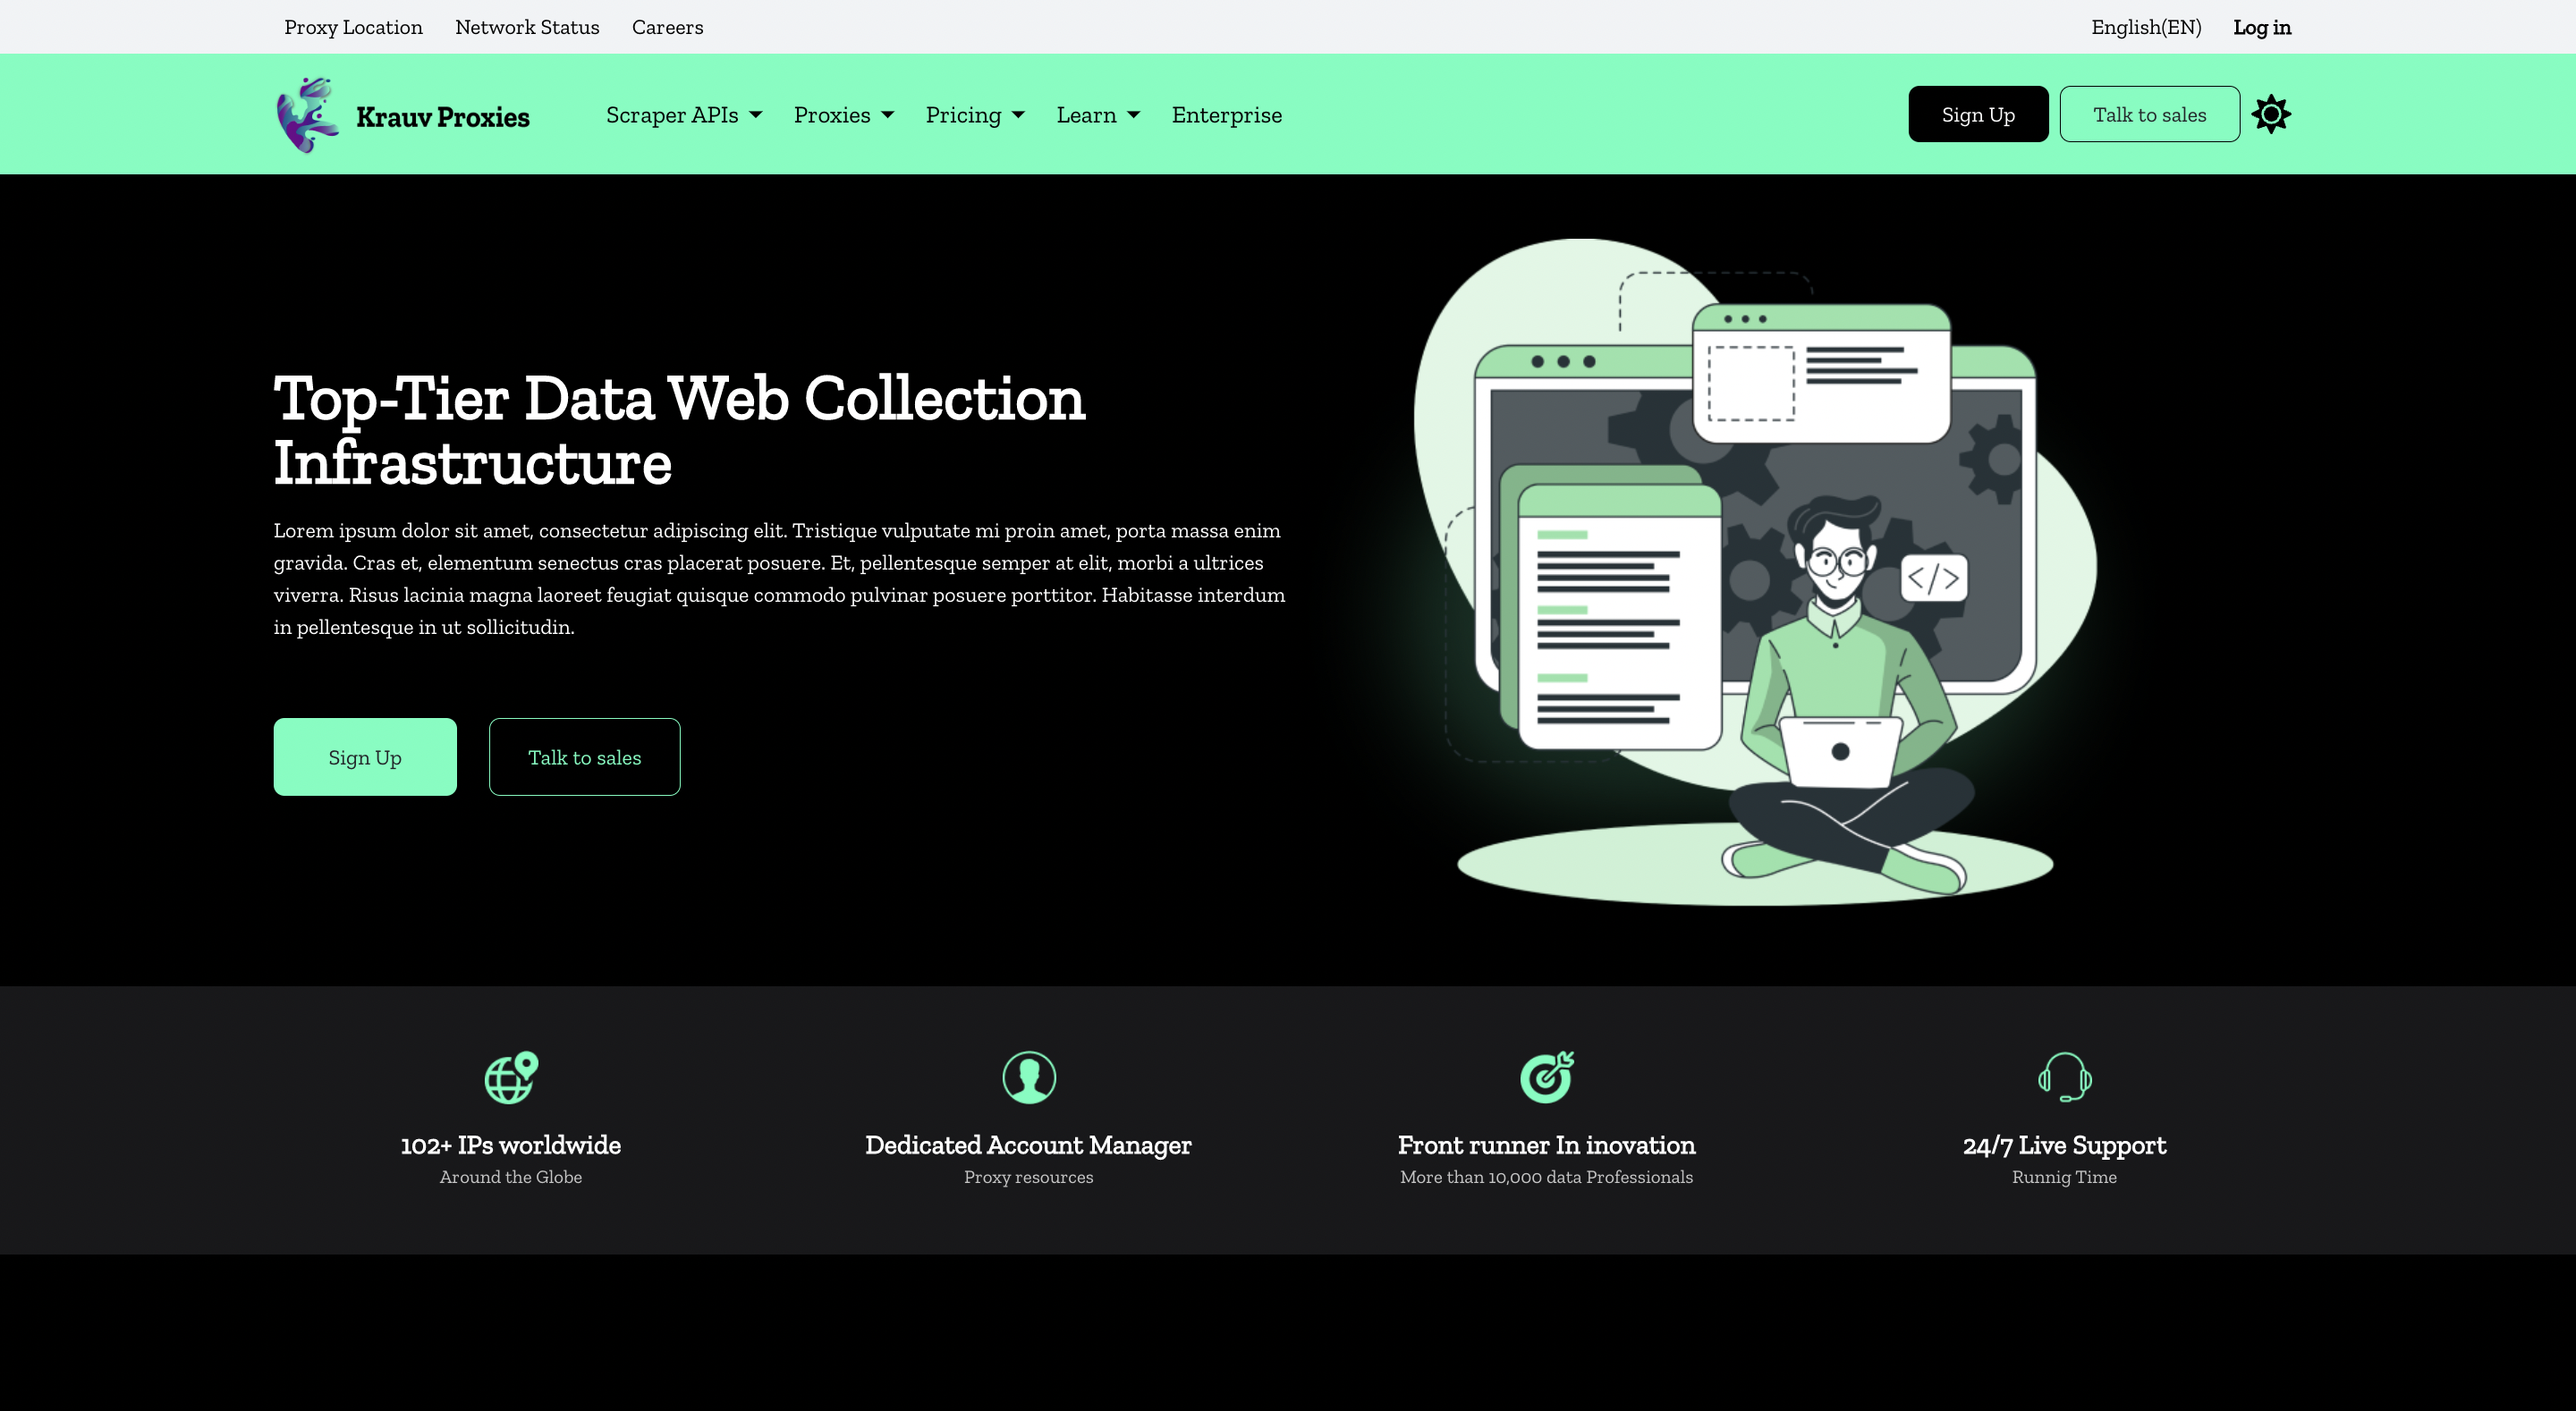 Proxy Location Network Status Careers English(EN) Log in
Krauv Proxies Scraper APIs Proxies Pricing Learn Enterprise Sign Up Talk to sales
Top-Tier Data Web Collection
Infrastructure
Lorem ipsum dolor sit amet, consectetur adipiscing elit. Tristique vulputate mi proin amet, porta massa enim
gravida. Cras et, elementum senectus cras placerat posuere. Et, pellentesque semper at elit, morbi a ultrices
viverra. Risus lacinia magna laoreet feugiat quisque commodo pulvinar posuere porttitor. Habitasse interdum
in pellentesque in ut sollicitudin.
</>
Sign Up Talk to sales
102+ IPs worldwide
Around the Globe
Dedicated Account Manager
Proxy resources
Front runner In inovation
More than 10,000 data Professionals
24/7 Live Support
Runnig Time